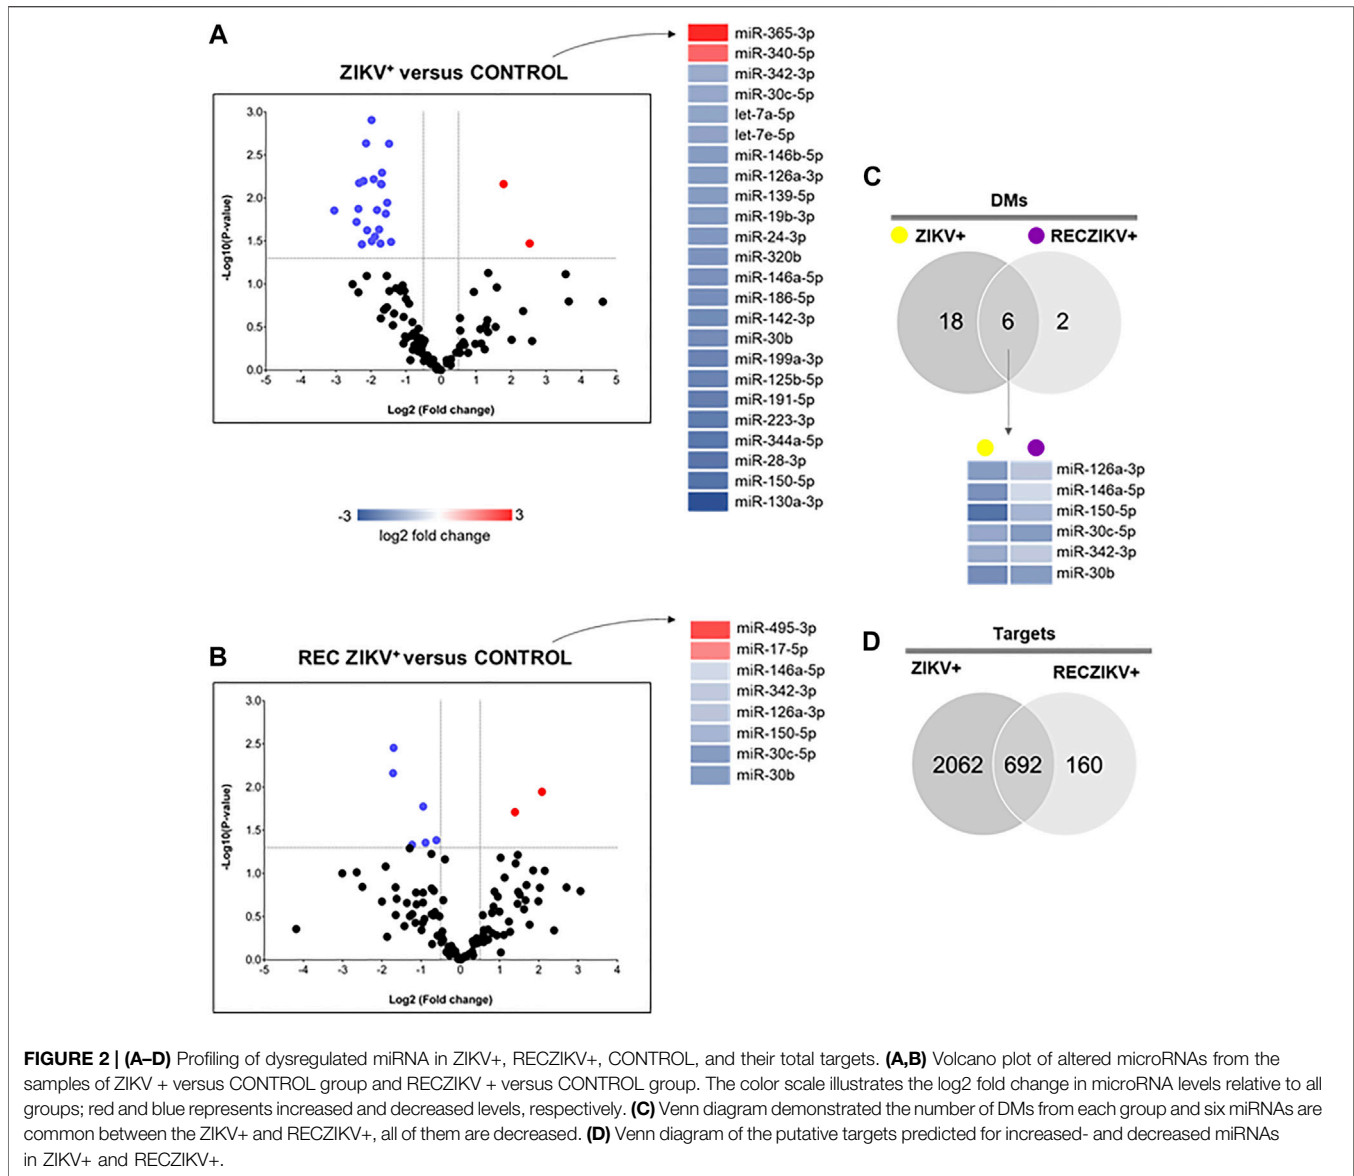 A
ZIKV+ versus CONTROL
3.0
2.5
2.0
1.5
1.0
0.5
0.0
-Log10(P-value)
-5 -4 -3 -2 -1 0 1 2 3 4 5
Log2 (Fold change)
miR-365-3p
miR-340-5p
miR-342-3p
miR-30c-5p
let-7a-5p
let-7e-5p
miR-146b-5p
miR-126a-3p
miR-139-5p
miR-19b-3p
miR-24-3p
miR-320b
miR-146a-5p
miR-186-5p
miR-142-3p
miR-30b
miR-199a-3p
miR-125b-5p
miR-191-5p
miR-223-3p
miR-344a-5p
miR-28-3p
miR-150-5p
miR-130a-3p
-3 3
log2 fold change
B
REC ZIKV+ versus CONTROL
3.0
2.5
2.0
1.5
1.0
0.5
0.0
-Log10(P-value)
-5 -4 -3 -2 -1 0 1 2 3 4
Log2 (Fold change)
miR-495-3p
miR-17-5p
miR-146a-5p
miR-342-3p
miR-126a-3p
miR-150-5p
miR-30c-5p
miR-30b
C
DMs
ZIKV+ RECZIKV+
18 6 2
miR-126a-3p
miR-146a-5p
miR-150-5p
miR-30c-5p
miR-342-3p
miR-30b
D
Targets
ZIKV+ RECZIKV+
2062 692 160
FIGURE 2 | (A–D) Profiling of dysregulated miRNA in ZIKV+, RECZIKV+, CONTROL, and their total targets. (A,B) Volcano plot of altered microRNAs from the
samples of ZIKV + versus CONTROL group and RECZIKV + versus CONTROL group. The color scale illustrates the log2 fold change in microRNA levels relative to all
groups; red and blue represents increased and decreased levels, respectively. (C) Venn diagram demonstrated the number of DMs from each group and six miRNAs are
common between the ZIKV+ and RECZIKV+, all of them are decreased. (D) Venn diagram of the putative targets predicted for increased- and decreased miRNAs
in ZIKV+ and RECZIKV+.